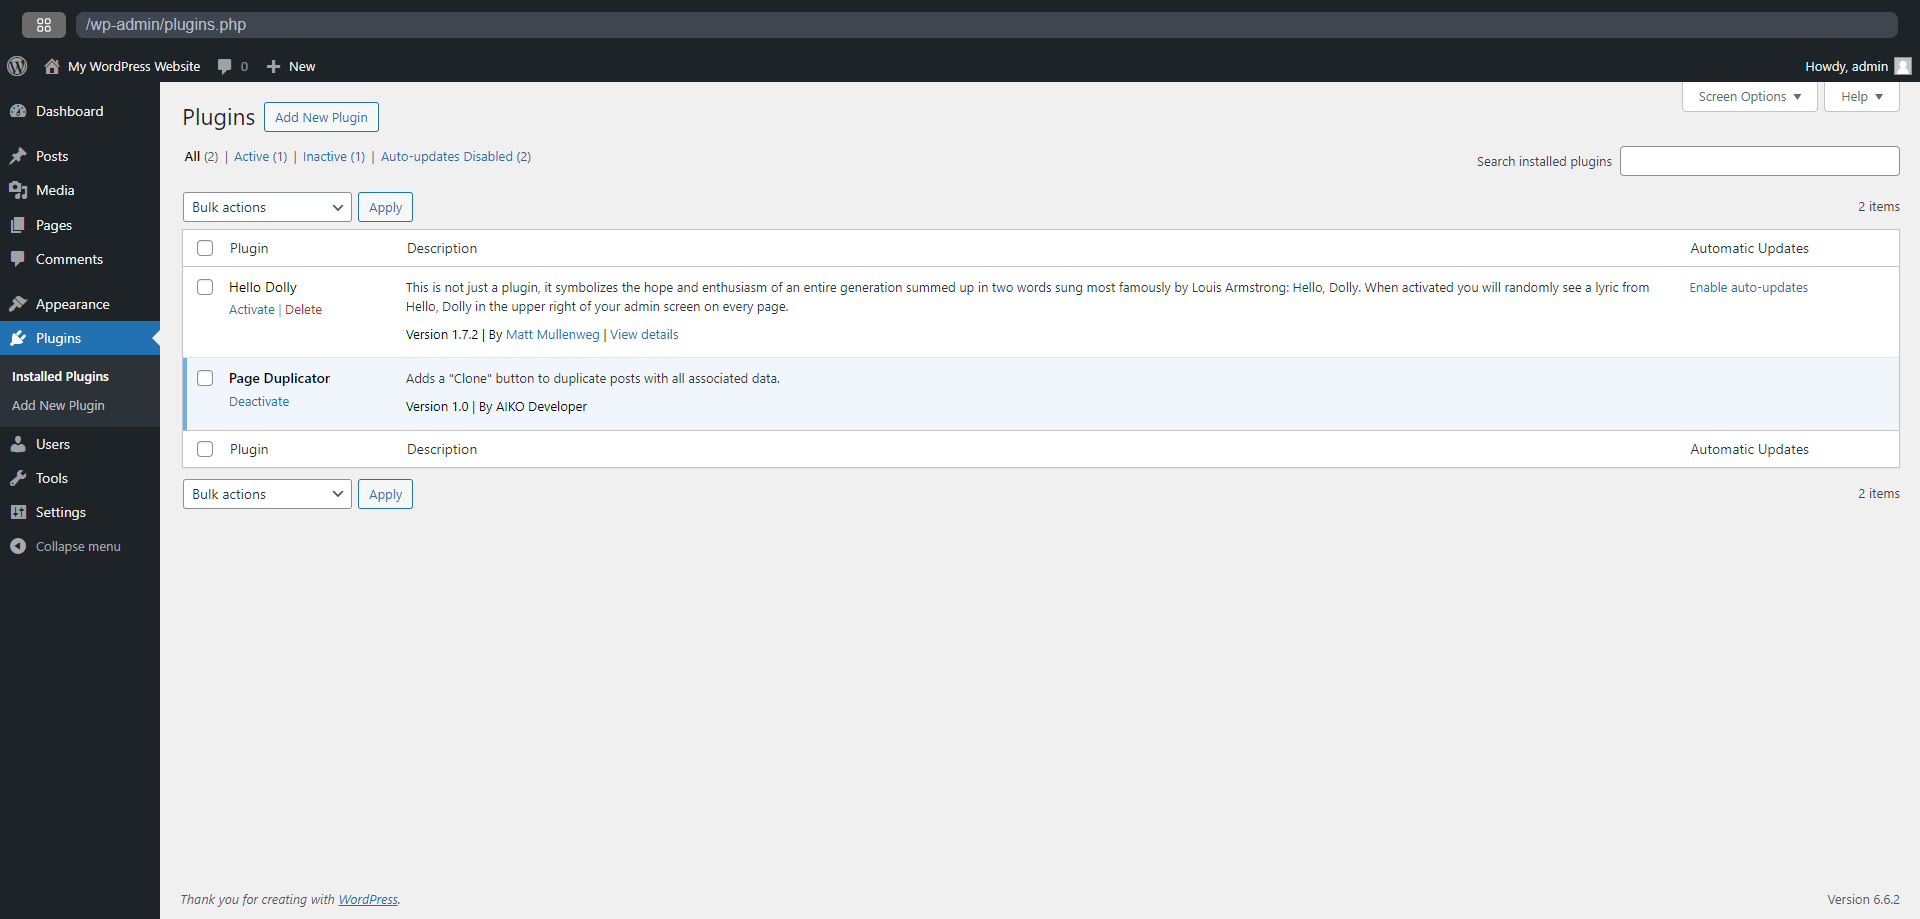 /wp-admin/plugins.php
My WordPress Website 0 New Howdy, admin
Dashboard
Posts
Media
Pages
Comments
Appearance
Plugins
Installed Plugins
Add New Plugin
Users
Tools
Settings
Collapse menu
Screen Options Help
Plugins Add New Plugin
All (2) | Active (1) | Inactive (1) | Auto-updates Disabled (2)
Search installed plugins
Bulk actions Apply 2 items
Plugin Description Automatic Updates
Hello Dolly
Activate | Delete
This is not just a plugin, it symbolizes the hope and enthusiasm of an entire generation summed up in two words sung most famously by Louis Armstrong: Hello, Dolly. When activated you will randomly see a lyric from
Hello, Dolly in the upper right of your admin screen on every page.
Version 1.7.2 | By Matt Mullenweg | View details
Enable auto-updates
Page Duplicator
Deactivate
Adds a "Clone" button to duplicate posts with all associated data.
Version 1.0 | By AIKO Developer
Plugin Description Automatic Updates
Bulk actions Apply 2 items
Thank you for creating with WordPress. Version 6.6.2